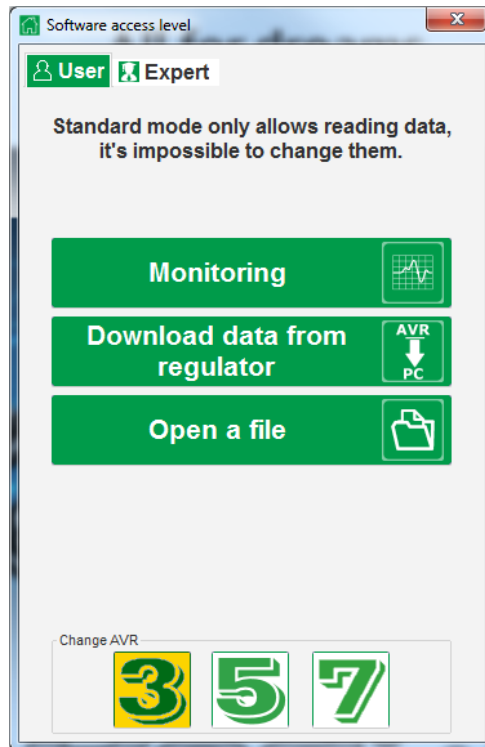 Software access level
x
User
Expert
Standard mode only allows reading data,
it's impossible to change them.
Monitoring
Download data from
regulator
AVR
PC
Open a file
Change AVR
3 5 7